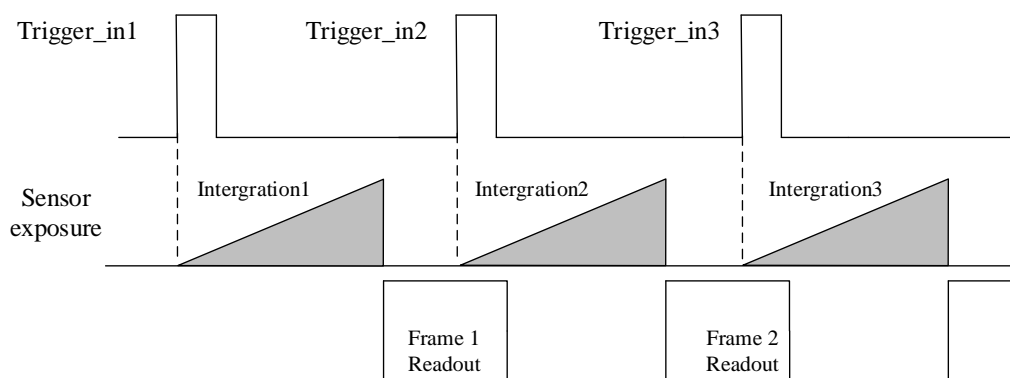 Trigger_in1
Trigger_in2
Trigger_in3
Intergration1
Intergration2
Intergration3
Sensor
exposure
Frame 1
Readout
Frame 2
Readout